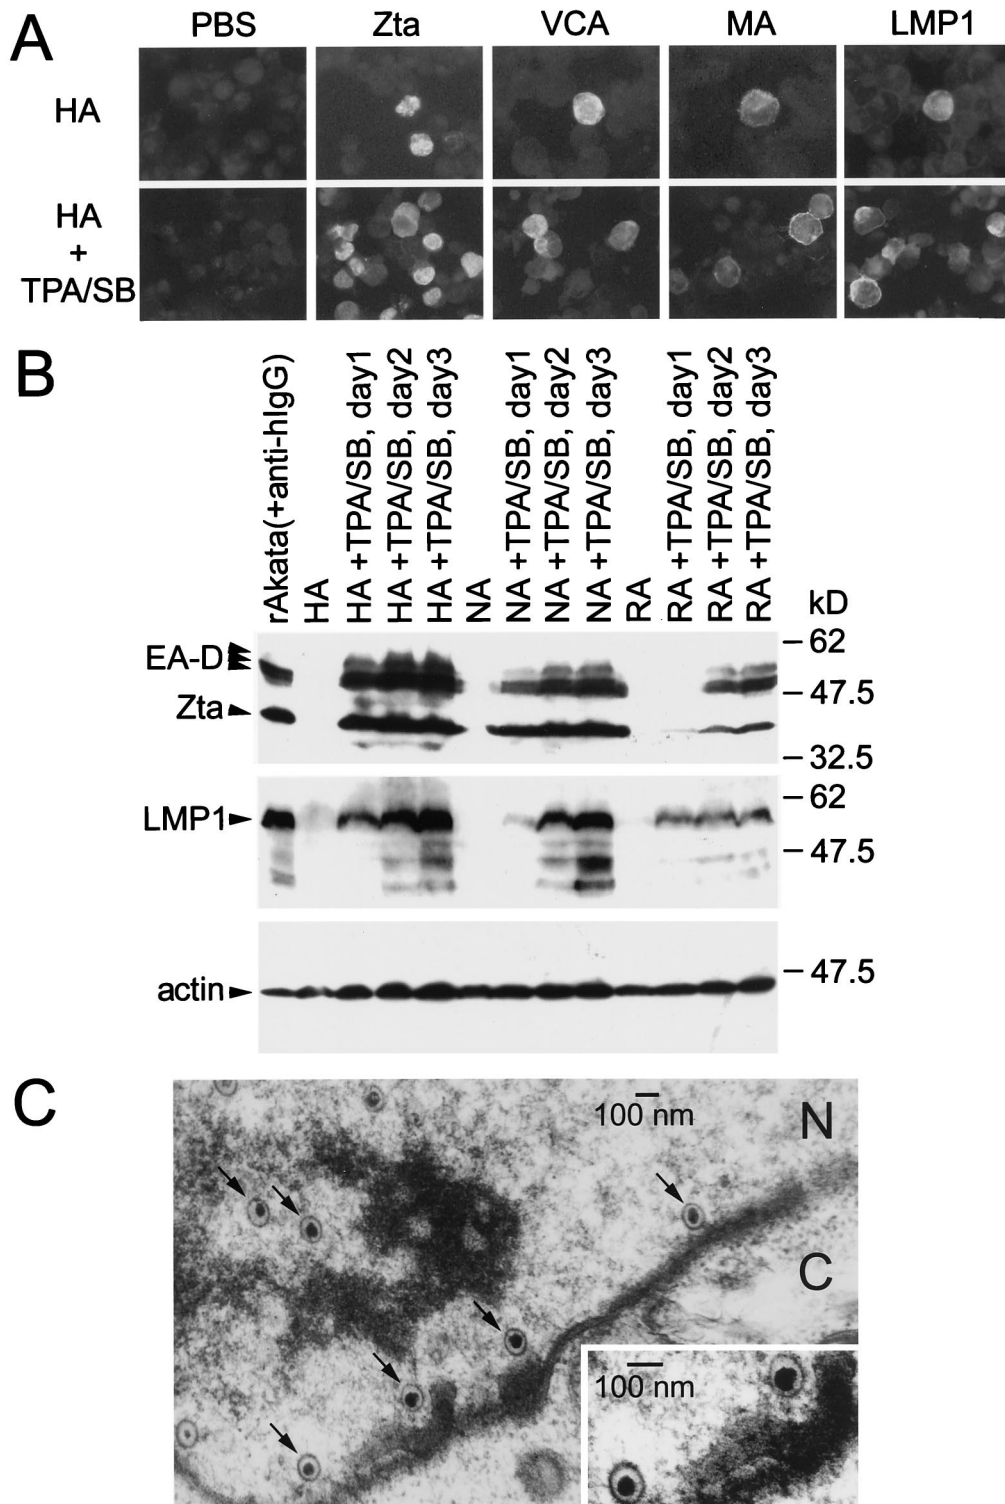 A
PBS Zta VCA MA LMP1
HA
HA
+
TPA/SB
B
rAkata(+anti-hIgG)
HA
HA +TPA/SB, day1
HA +TPA/SB, day2
HA +TPA/SB, day3
NA
NA +TPA/SB, day1
NA +TPA/SB, day2
NA +TPA/SB, day3
RA
RA +TPA/SB, day1
RA +TPA/SB, day2
RA +TPA/SB, day3
kD
EA-D
62
47.5
Zta
32.5
62
LMP1
47.5
47.5
actin
C
100 nm
N
C
100 nm